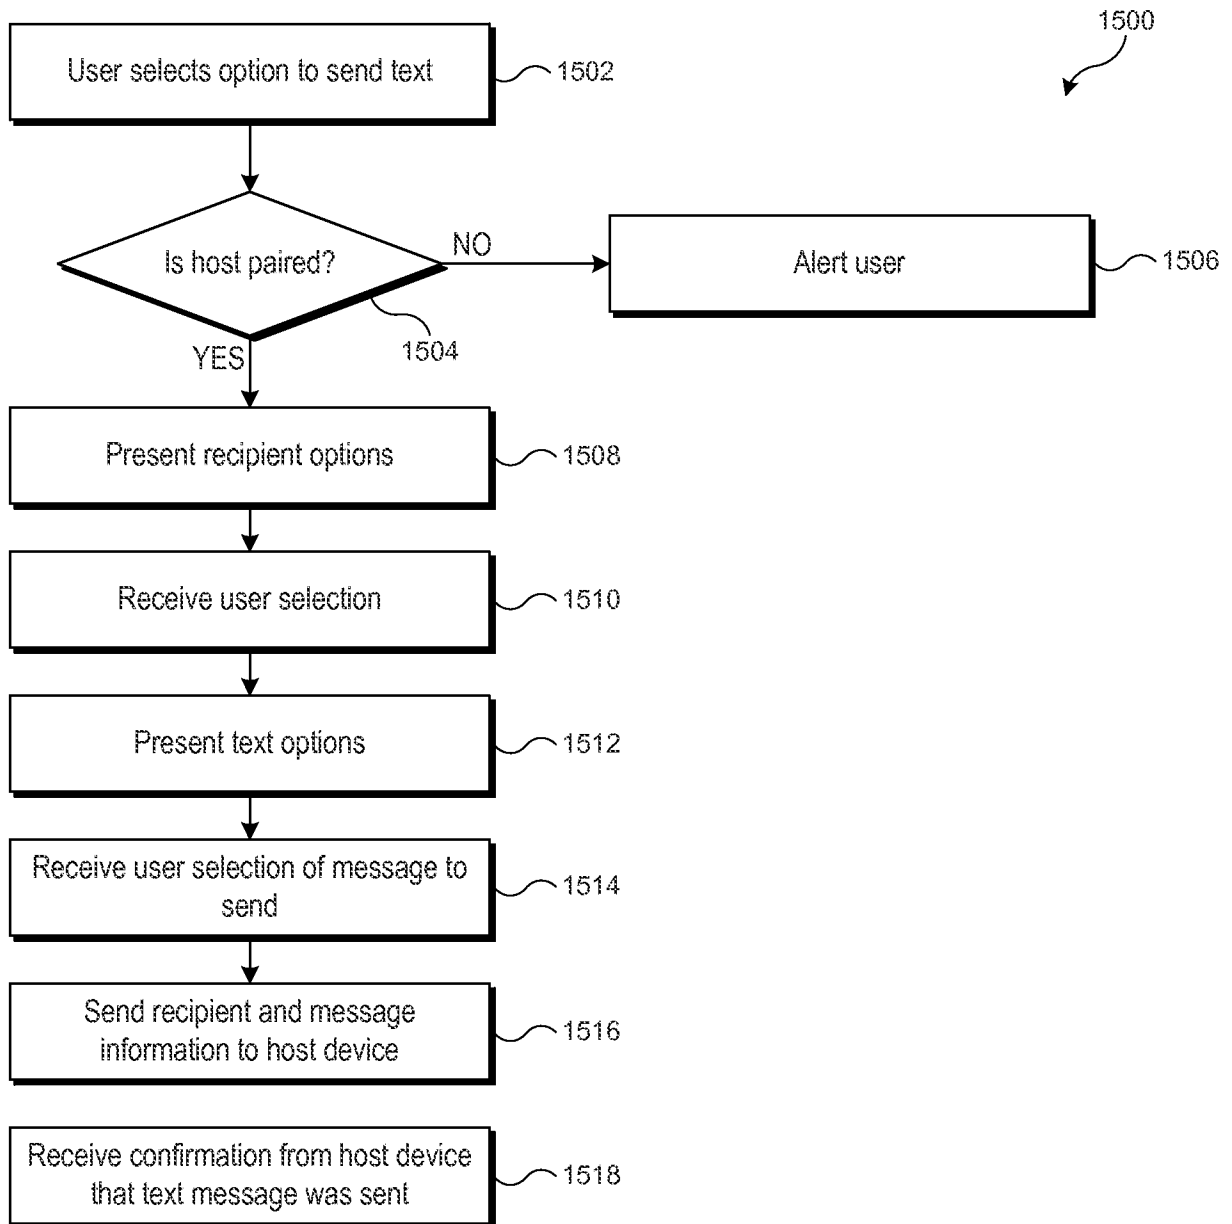 1500
User selects option to send text
1502
Is host paired?
NO
Alert user
1506
1504
YES
Present recipient options
1508
Receive user selection
1510
Present text options
1512
Receive user selection of message to
send
1514
Send recipient and message
information to host device
1516
Receive confirmation from host device
that text message was sent
1518